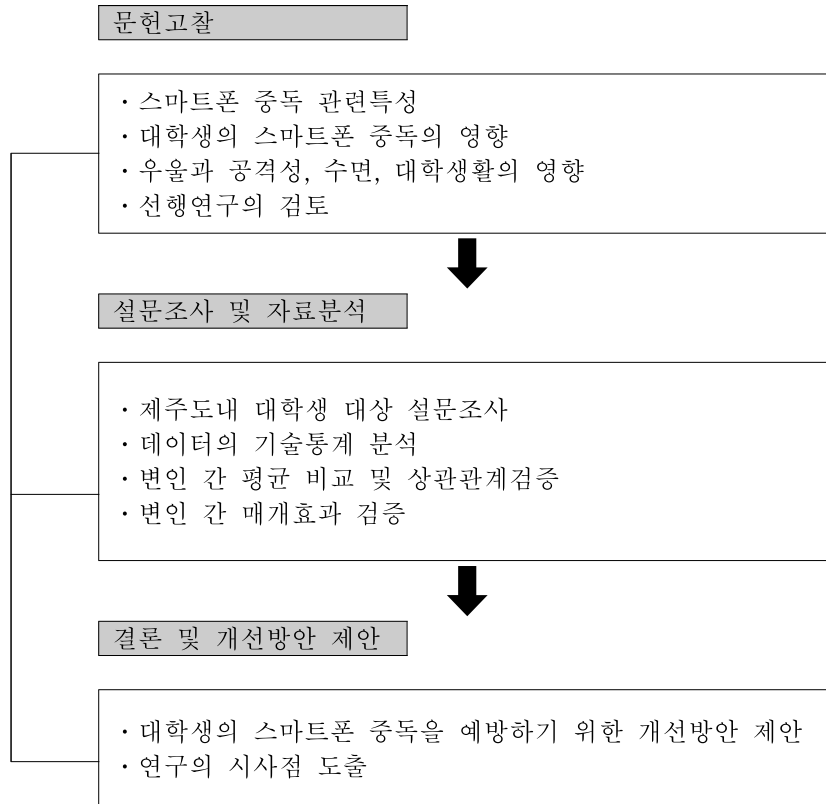 문헌고찰
· 스마트폰 중독 관련특성
· 대학생의 스마트폰 중독의 영향
· 우울과 공격성, 수면, 대학생활의 영향
· 선행연구의 검토
설문조사 및 자료분석
· 제주도내 대학생 대상 설문조사
· 데이터의 기술통계 분석
· 변인 간 평균 비교 및 상관관계검증
· 변인 간 매개효과 검증
결론 및 개선방안 제안
· 대학생의 스마트폰 중독을 예방하기 위한 개선방안 제안
· 연구의 시사점 도출